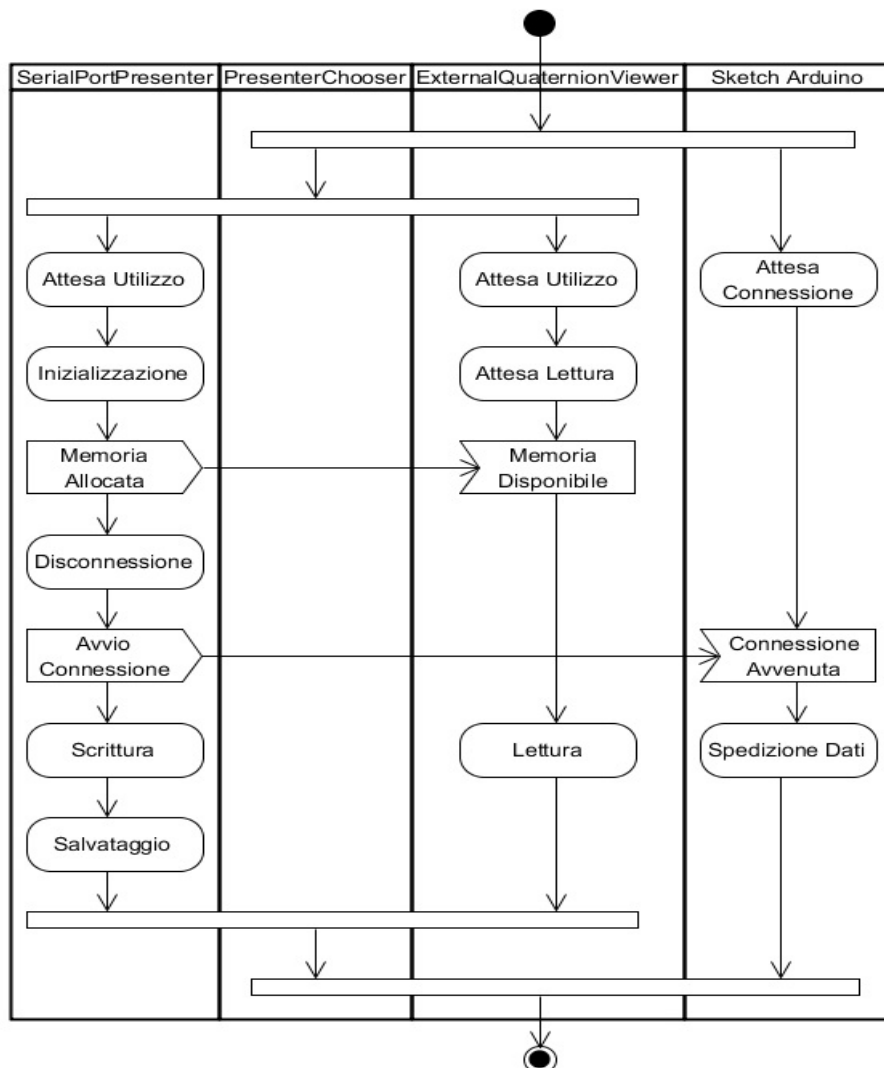 SerialPortPresenter
PresenterChooser
ExternalQuaternionViewer
Sketch Arduino
Attesa Utilizzo
Attesa Utilizzo
Attesa
Connessione
Inizializzazione
Attesa Lettura
Memoria
Allocata
Memoria
Disponibile
Disconnessione
Avvio
Connessione
Connessione
Avvenuta
Scrittura
Lettura
Spedizione Dati
Salvataggio